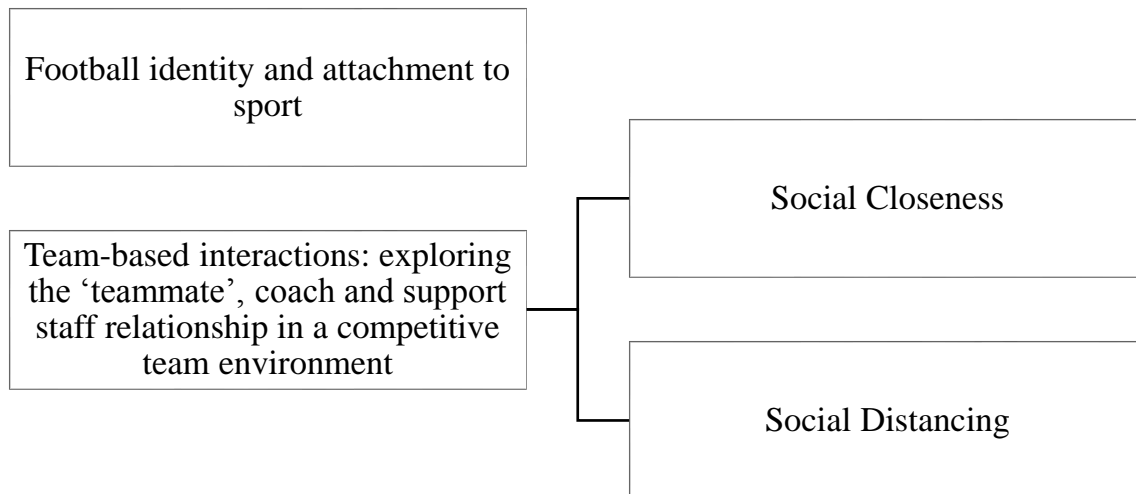 Football identity and attachment to
sport
Team-based interactions: exploring
the ‘teammate’, coach and support
staff relationship in a competitive
team environment
Social Closeness
Social Distancing